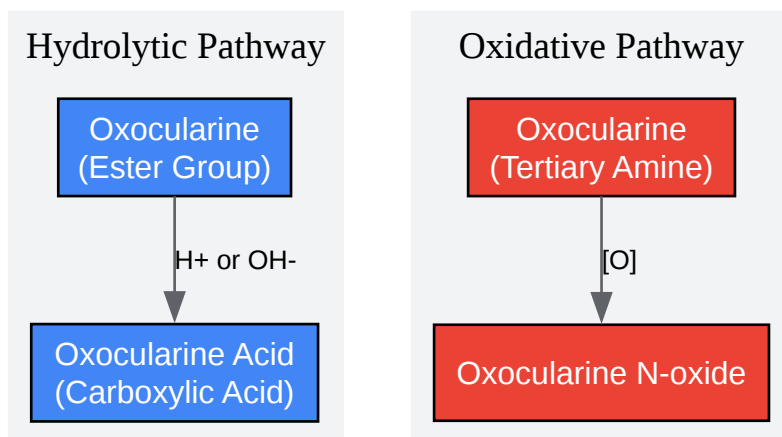 Hydrolytic Pathway
Oxocularine
(Ester Group)
H+ or OH-
Oxocularine Acid
(Carboxylic Acid)
Oxidative Pathway
Oxocularine
(Tertiary Amine)
[O]
Oxocularine N-oxide